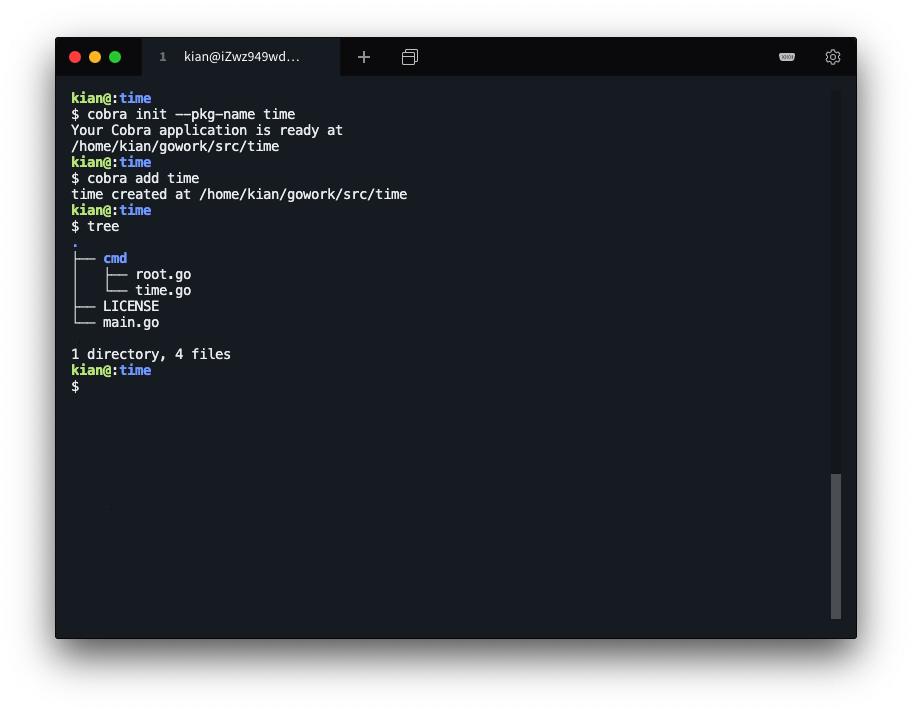 1 kian@iZwz949wd...
kian@:time
$ cobra init --pkg-name time
Your Cobra application is ready at
/home/kian/gowork/src/time
kian@:time
$ cobra add time
time created at /home/kian/gowork/src/time
kian@:time
$ tree
.
├── cmd
│   ├── root.go
│   └── time.go
├── LICENSE
└── main.go
1 directory, 4 files
kian@:time
$